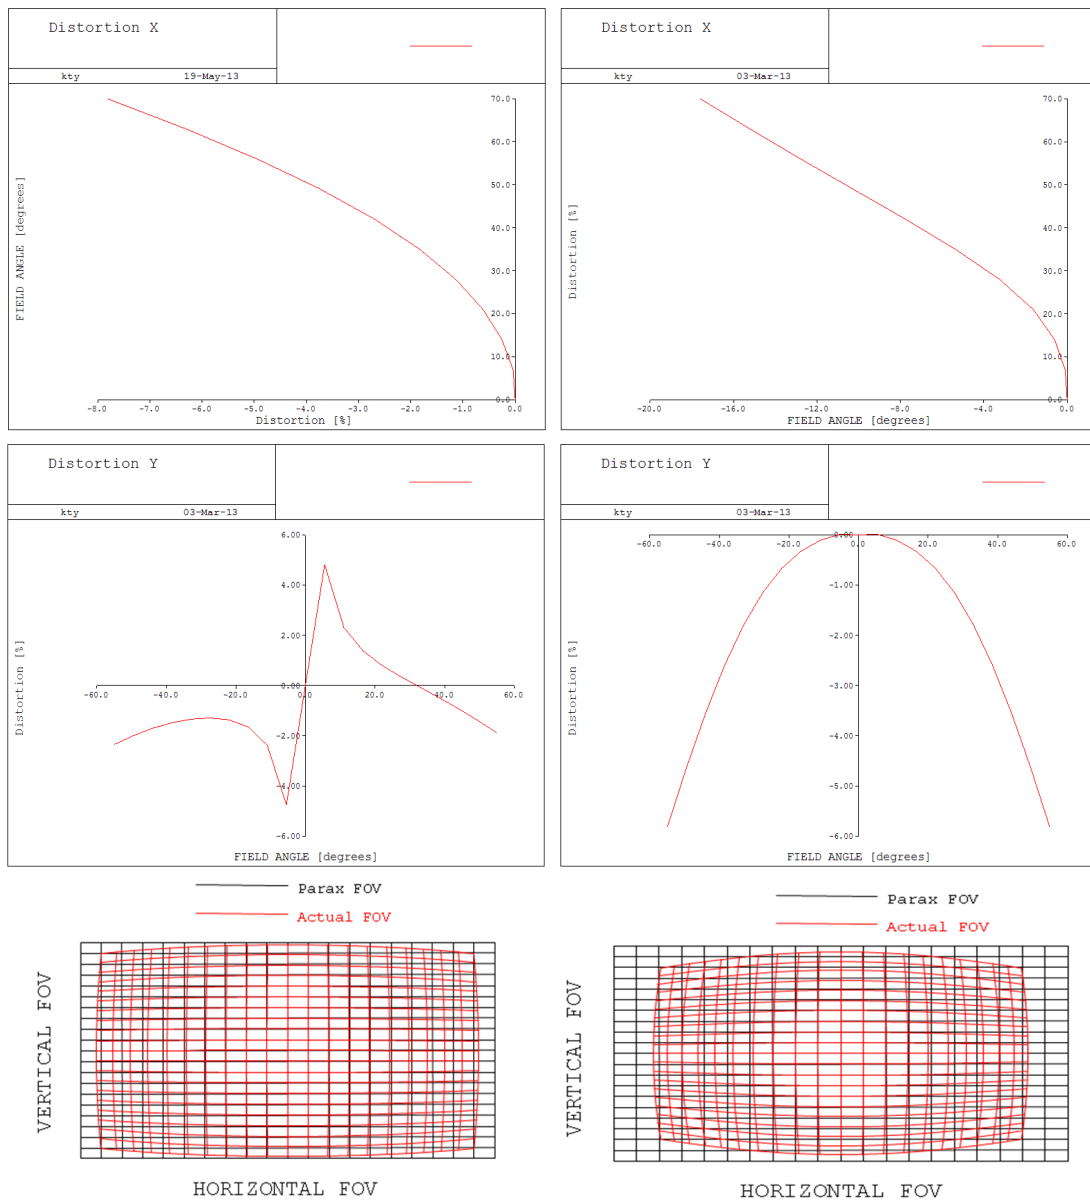 Distortion X
kty 19-May-13
70.0
60.0
50.0
40.0
30.0
20.0
10.0
0.0
FIELD ANGLE [degrees]
-8.0 -7.0 -6.0 -5.0 -4.0 -3.0 -2.0 -1.0 0.0
Distortion [%]
Distortion X
kty 03-Mar-13
70.0
60.0
50.0
40.0
30.0
20.0
10.0
0.0
Distortion [%]
-20.0 -16.0 -12.0 -8.0 -4.0 0.0
FIELD ANGLE [degrees]
Distortion Y
kty 03-Mar-13
6.00
4.00
2.00
0.00
-60.0 -40.0 -20.0 0.0 20.0 40.0 60.0
-2.00
-4.00
-6.00
Distortion [%]
FIELD ANGLE [degrees]
Distortion Y
kty 03-Mar-13
0.00
-60.0 -40.0 -20.0 0.0 20.0 40.0 60.0
-1.00
-2.00
-3.00
-4.00
-5.00
-6.00
Distortion [%]
FIELD ANGLE [degrees]
Parax FOV
Actual FOV
VERTICAL FOV
HORIZONTAL FOV
Parax FOV
Actual FOV
VERTICAL FOV
HORIZONTAL FOV